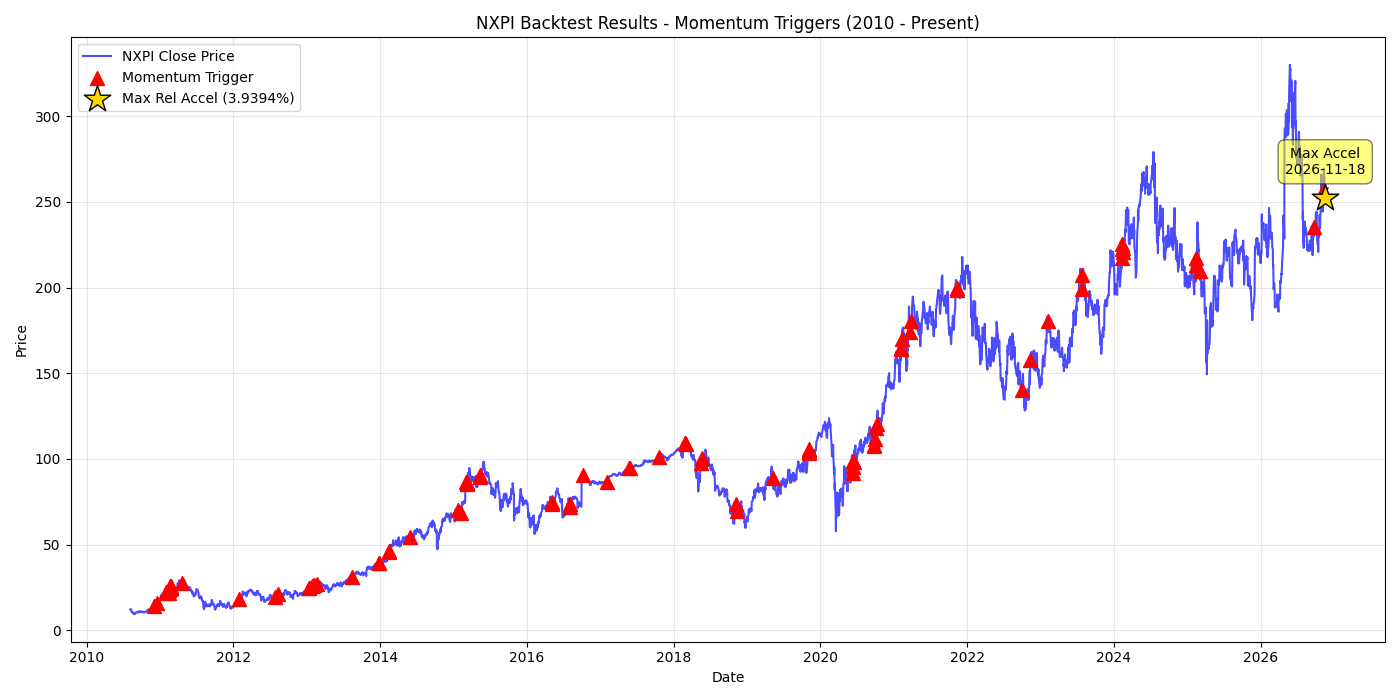 NXPI Backtest Results - Momentum Triggers (2010 - Present)
NXPI Close Price
Momentum Trigger
Max Rel Accel (3.9394%)
Max Accel
2026-11-18
Price
300
250
200
150
100
50
0
2010
2012
2014
2016
2018
2020
2022
2024
2026
Date